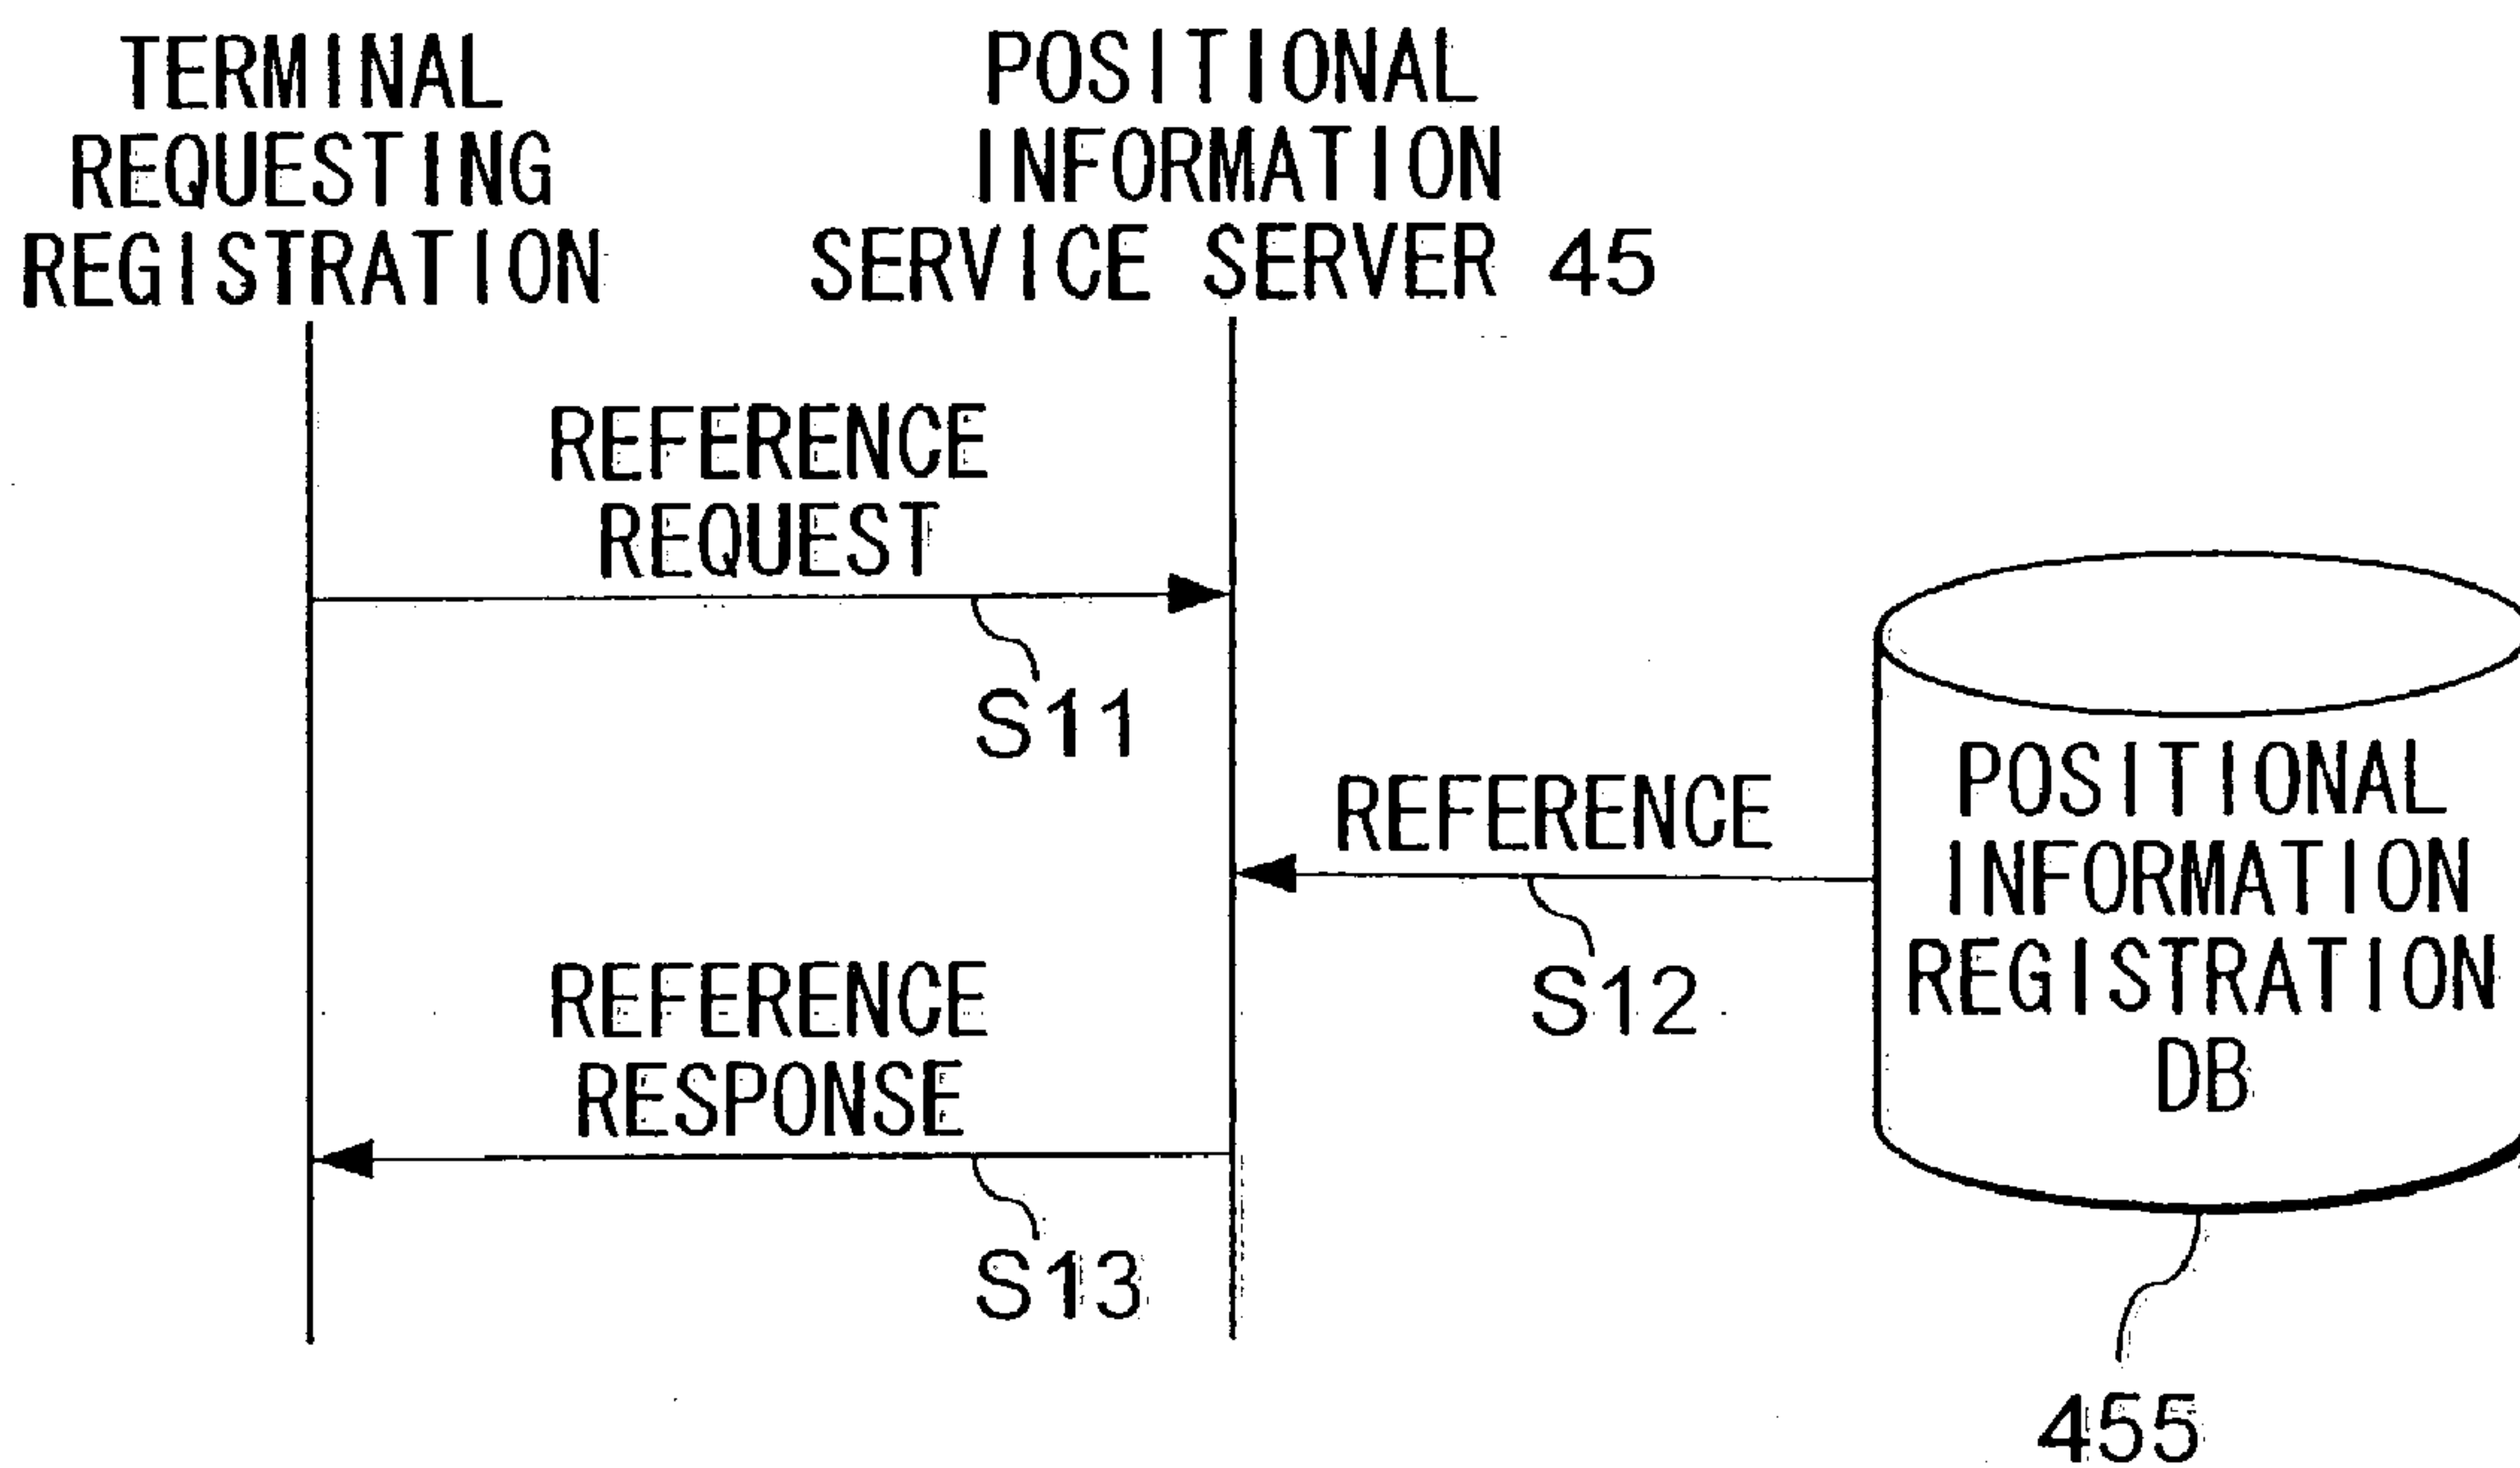 TERMINAL
REQUESTING
REGISTRATION
POSITIONAL
INFORMATION
SERVICE SERVER 45
REFERENCE
REQUEST
S11
REFERENCE
S12
POSITIONAL
INFORMATION
REGISTRATION
DB
REFERENCE
RESPONSE
S13
455